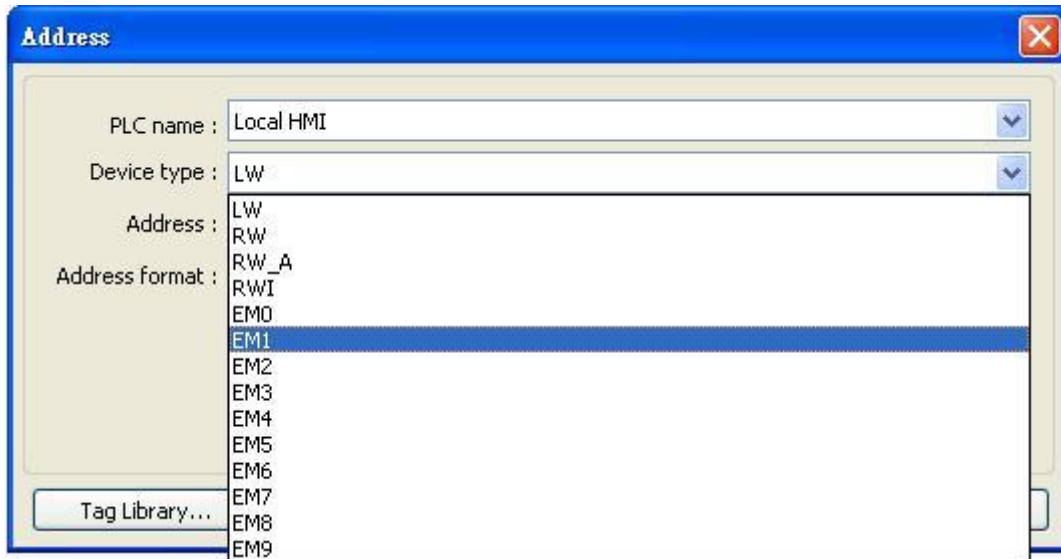 Address
PLC name : Local HMI
Device type : LW
Address :
Address format :
LW
RW
RW_A
RWI
EM0
EM1
EM2
EM3
EM4
EM5
EM6
EM7
EM8
EM9
Tag Library...